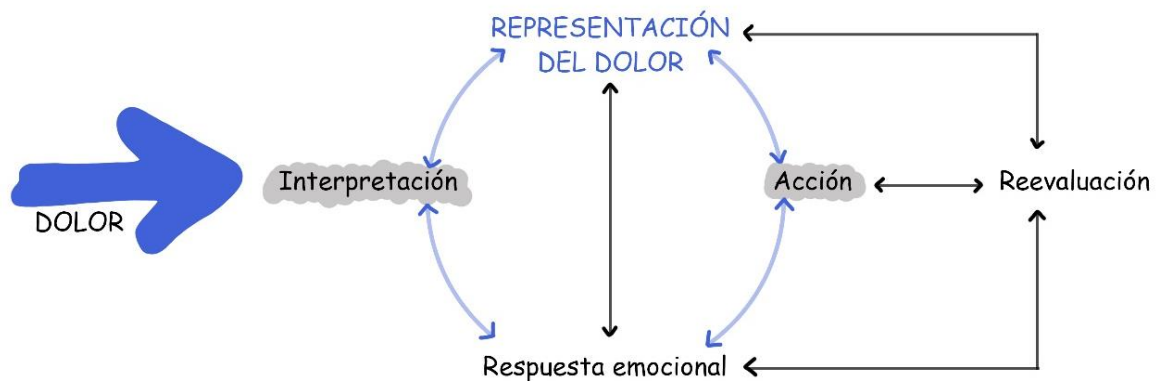 REPRESENTACIÓN
DEL DOLOR
Interpretación
Acción
Reevaluación
DOLOR
Respuesta emocional